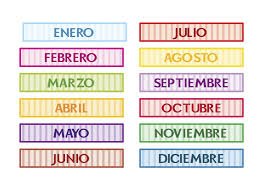 ENERO
FEBRERO
MARZO
ABRIL
MAYO
JUNIO
JULIO
AGOSTO
SEPTIEMBRE
OCTUBRE
NOVIEMBRE
DICIEMBRE